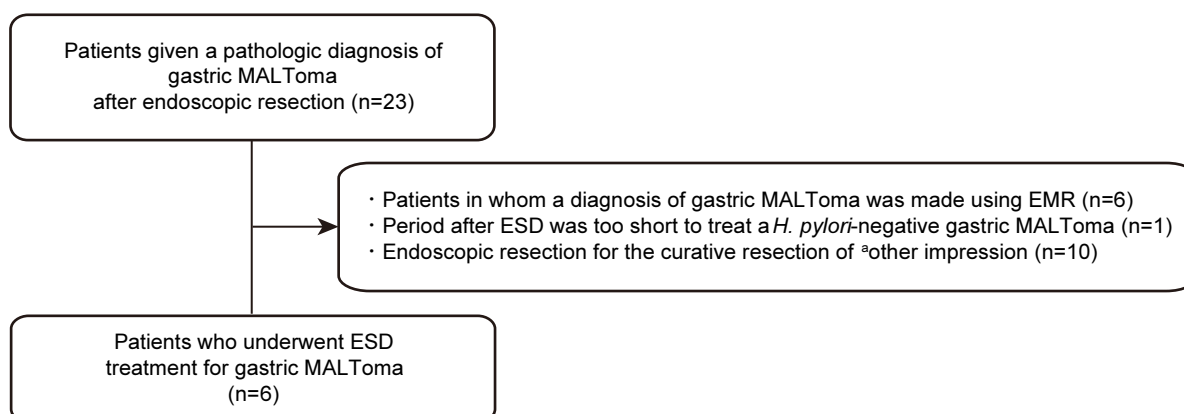 Patients given a pathologic diagnosis of
gastric MALToma
after endoscopic resection (n=23)
· Patients in whom a diagnosis of gastric MALToma was made using EMR (n=6)
· Period after ESD was too short to treat a H. pylori-negative gastric MALToma (n=1)
· Endoscopic resection for the curative resection of ᵃother impression (n=10)
Patients who underwent ESD
treatment for gastric MALToma
(n=6)